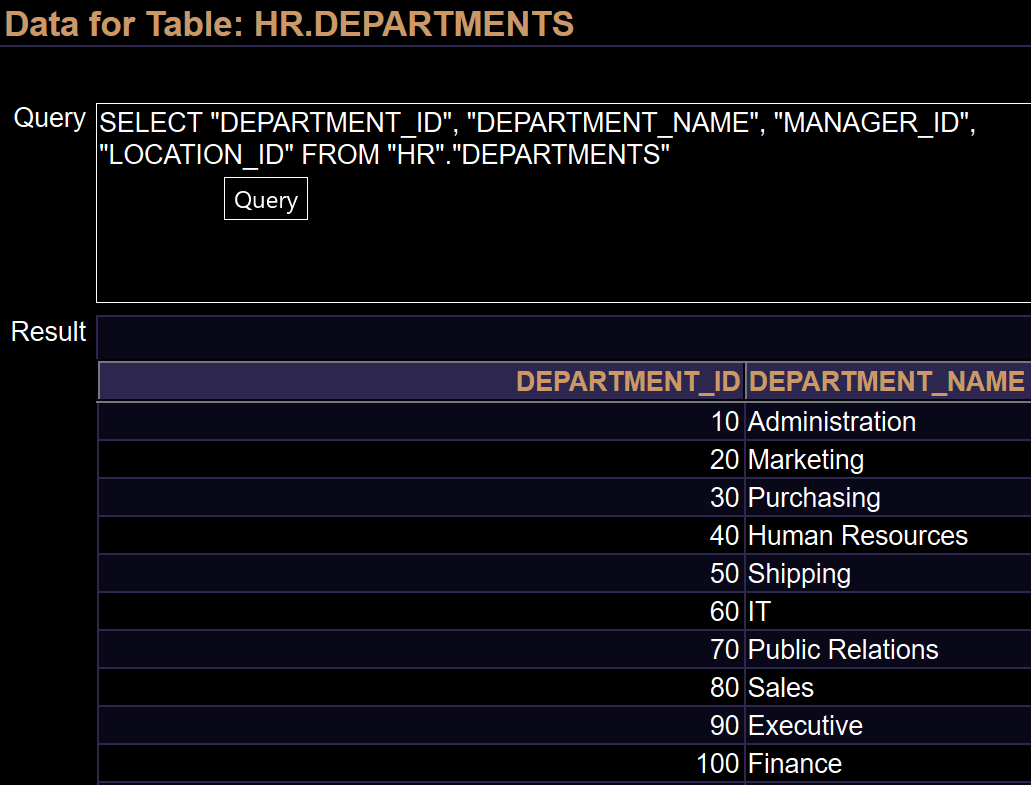 Data for Table: HR.DEPARTMENTS
Query
SELECT "DEPARTMENT_ID", "DEPARTMENT_NAME", "MANAGER_ID",
"LOCATION_ID" FROM "HR"."DEPARTMENTS"
Query
Result
DEPARTMENT_ID DEPARTMENT_NAME
10 Administration
20 Marketing
30 Purchasing
40 Human Resources
50 Shipping
60 IT
70 Public Relations
80 Sales
90 Executive
100 Finance